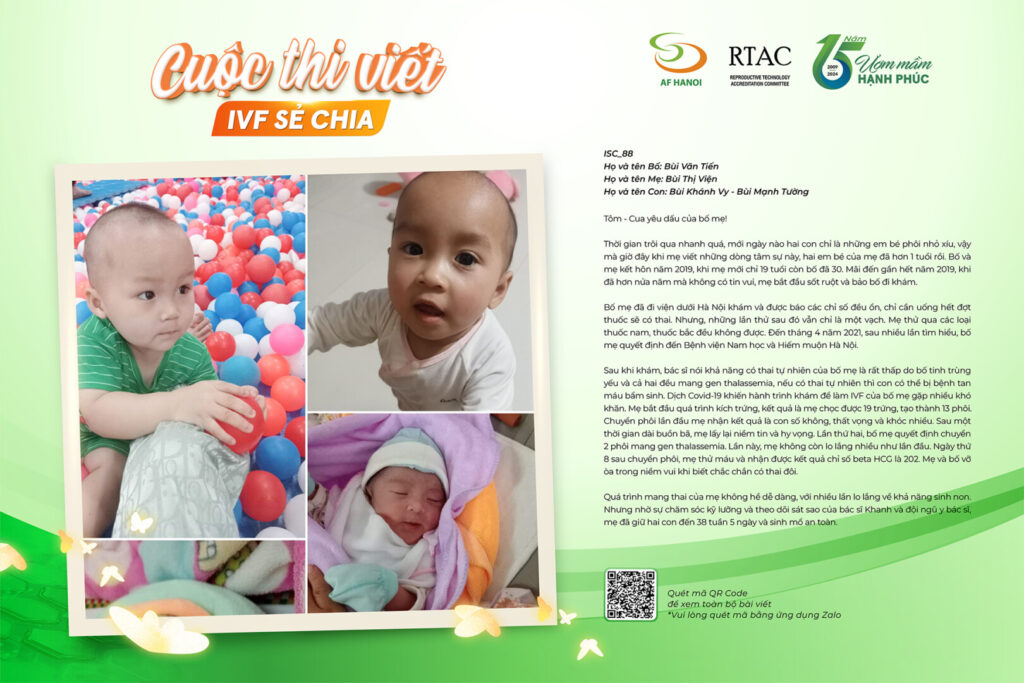 Cuộc thi viết
IVF SẺ CHIA
AF HANOI
RTAC
REPRODUCTIVE TECHNOLOGY
ACCREDITATION COMMITTEE
15 Năm
2009
2024
Ươm mầm
HẠNH PHÚC
ISC_88
Họ và tên Bố: Bùi Văn Tiến
Họ và tên Mẹ: Bùi Thị Viện
Họ và tên Con: Bùi Khánh Vy - Bùi Mạnh Tường
Tôm - Cua yêu dấu của bố mẹ!
Thời gian trôi qua nhanh quá, mới ngày nào hai con chỉ là những em bé phôi nhỏ xíu, vậy
mà giờ đây khi mẹ viết những dòng tâm sự này, hai em bé của mẹ đã hơn 1 tuổi rồi. Bố và
mẹ kết hôn năm 2019, khi mẹ mới chỉ 19 tuổi còn bố đã 30. Mãi đến gần hết năm 2019, khi
đã hơn nửa năm mà không có tin vui, mẹ bắt đầu sốt ruột và bảo bố đi khám.
Bố mẹ đã đi viện dưới Hà Nội khám và được báo các chỉ số đều ổn, chỉ cần uống hết đợt
thuốc sẽ có thai. Nhưng, những lần thử sau đó vẫn chỉ là một vạch. Mẹ thử qua các loại
thuốc nam, thuốc bắc đều không được. Đến tháng 4 năm 2021, sau nhiều lần tìm hiểu, bố
mẹ quyết định đến Bệnh viện Nam học và Hiếm muộn Hà Nội.
Sau khi khám, bác sĩ nói khả năng có thai tự nhiên của bố mẹ là rất thấp do bố tinh trùng
yếu và cả hai đều mang gen thalassemia, nếu có thai tự nhiên thì con có thể bị bệnh tan
máu bẩm sinh. Dịch Covid-19 khiến hành trình khám để làm IVF của bố mẹ gặp nhiều khó
khăn. Mẹ bắt đầu quá trình kích trứng, kết quả là mẹ chọc được 19 trứng, tạo thành 13 phôi.
Chuyển phôi lần đầu mẹ nhận kết quả là con số không, thất vọng và khóc nhiều. Sau một
thời gian dài buồn bã, mẹ lấy lại niềm tin và hy vọng. Lần thứ hai, bố mẹ quyết định chuyển
2 phôi mang gen thalassemia. Lần này, mẹ không còn lo lắng nhiều như lần đầu. Ngày thứ
8 sau chuyển phôi, mẹ thử máu và nhận được kết quả chỉ số beta HCG là 202. Mẹ và bố vỡ
òa trong niềm vui khi biết chắc chắn có thai đôi.
Quá trình mang thai của mẹ không hề dễ dàng, với nhiều lần lo lắng về khả năng sinh non.
Nhưng nhờ sự chăm sóc kỹ lưỡng và theo dõi sát sao của bác sĩ Khanh và đội ngũ y bác sĩ,
mẹ đã giữ hai con đến 38 tuần 5 ngày và sinh mổ an toàn.
Quét mã QR Code
để xem toàn bộ bài viết
*Vui lòng quét mã bằng ứng dụng Zalo